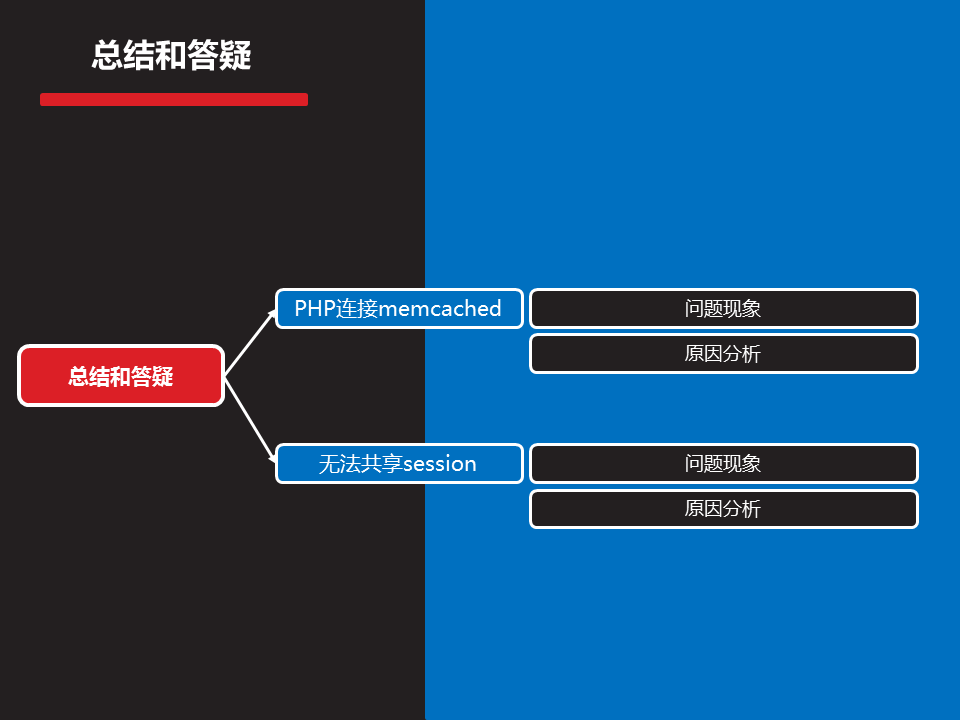 总结和答疑
总结和答疑
PHP连接memcached
问题现象
原因分析
无法共享session
问题现象
原因分析